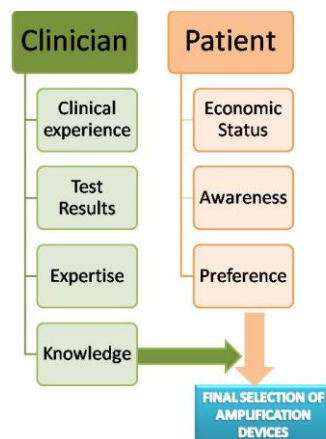 Clinician
Clinical
experience
Test
Results
Expertise
Knowledge
Patient
Economic
Status
Awareness
Preference
FINAL SELECTION OF
AMPLIFICATION
DEVICES